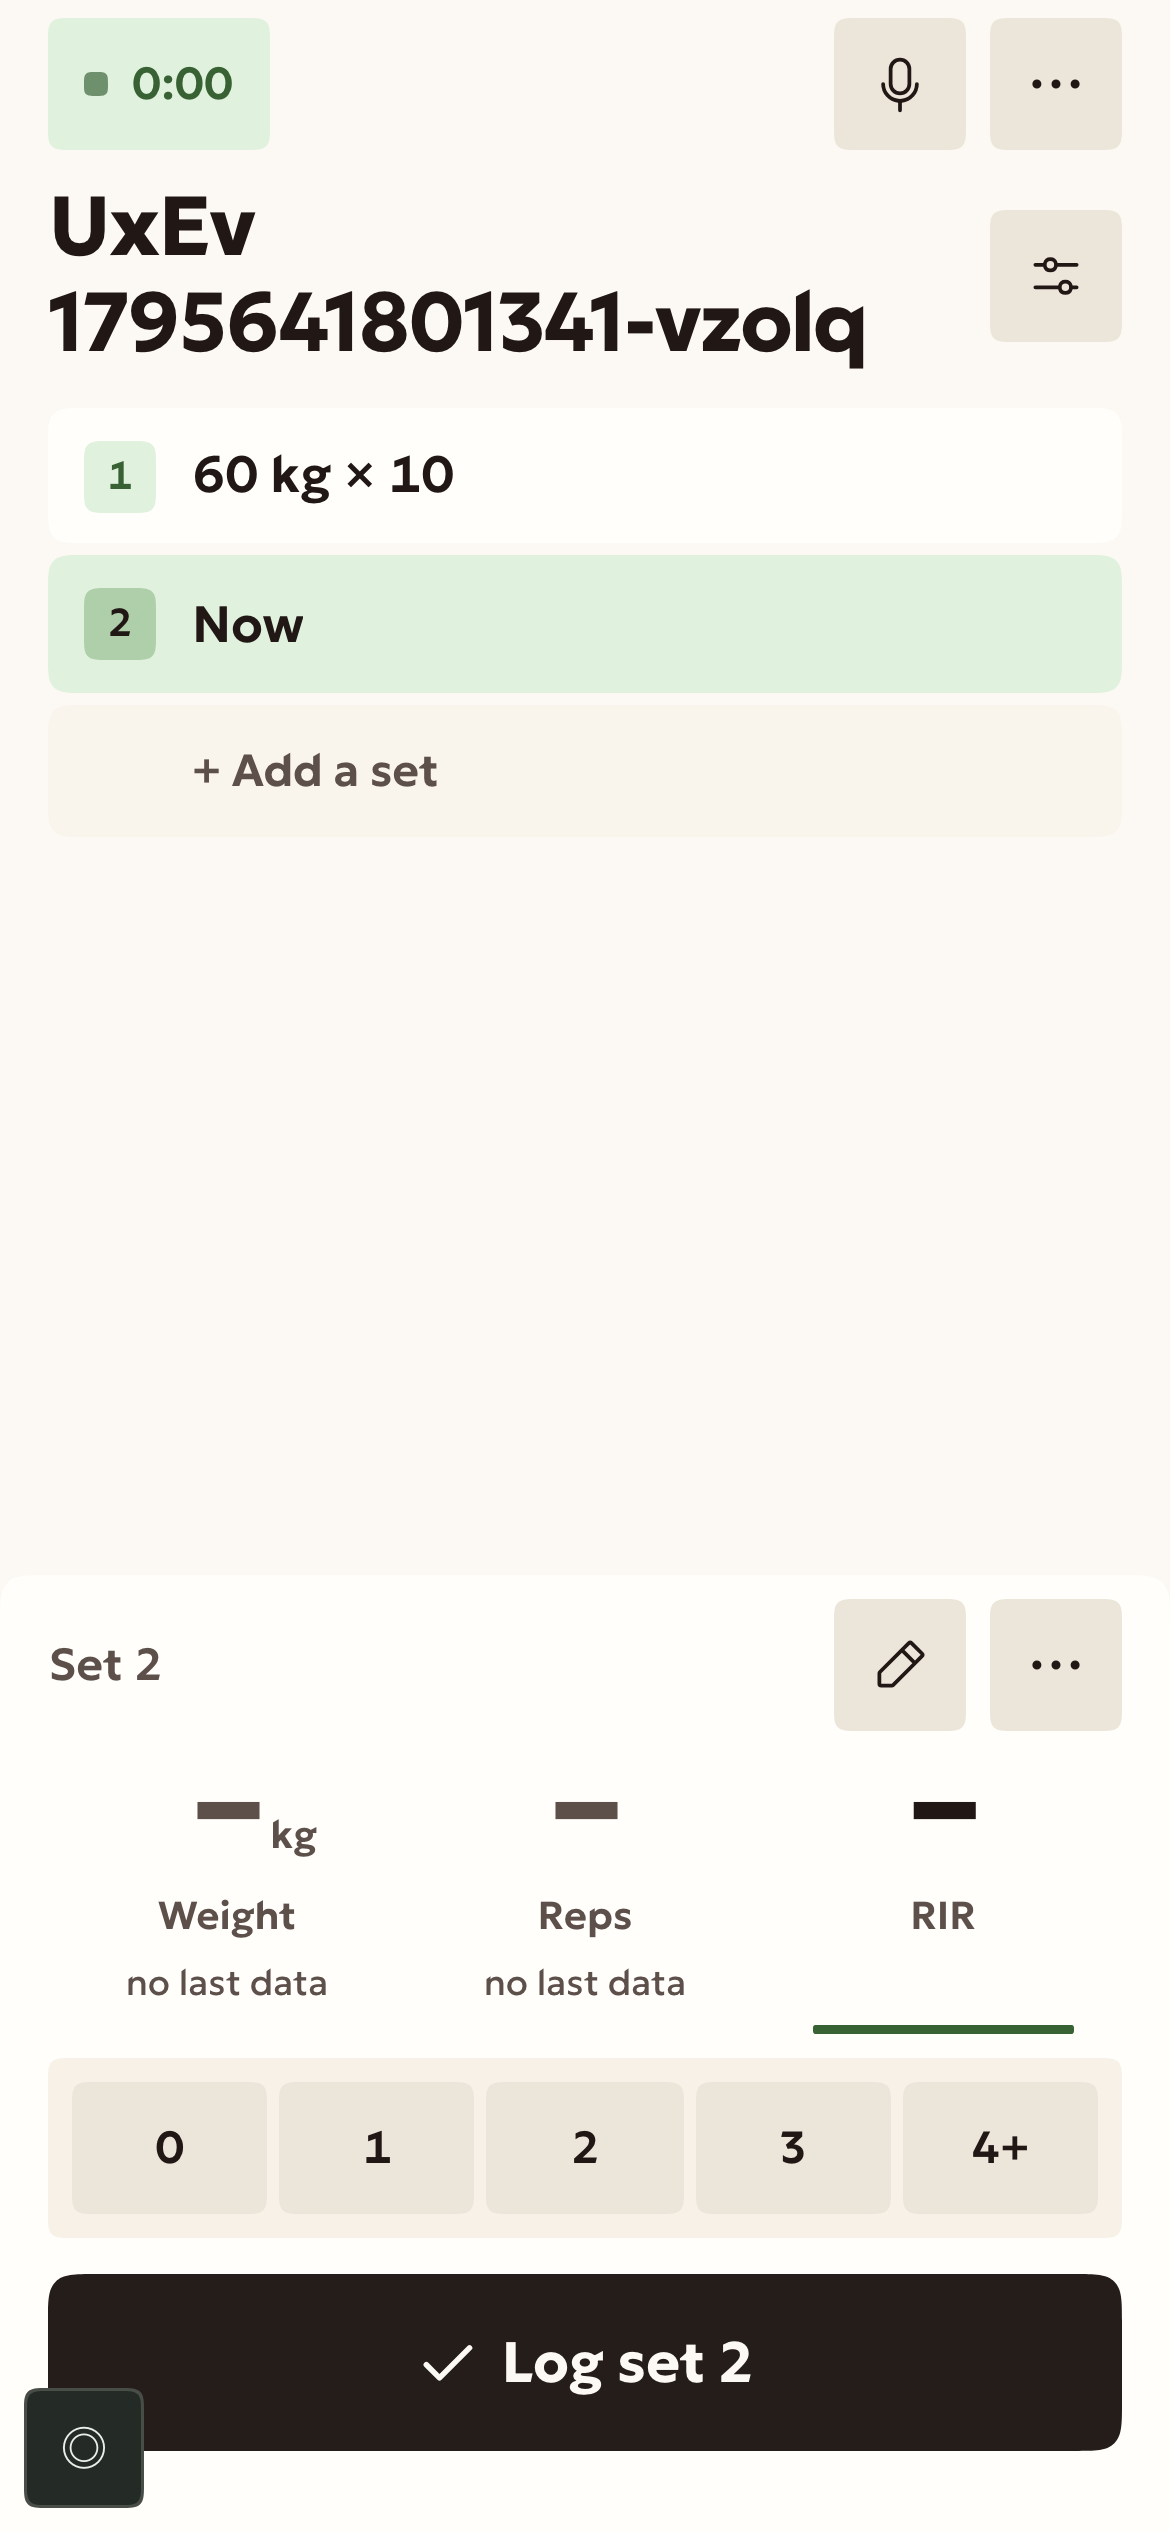 0:00
UxEv
1795641801341-vzolq
1 60 kg × 10
2 Now
+ Add a set
Set 2
– kg – –
Weight Reps RIR
no last data no last data
0 1 2 3 4+
Log set 2